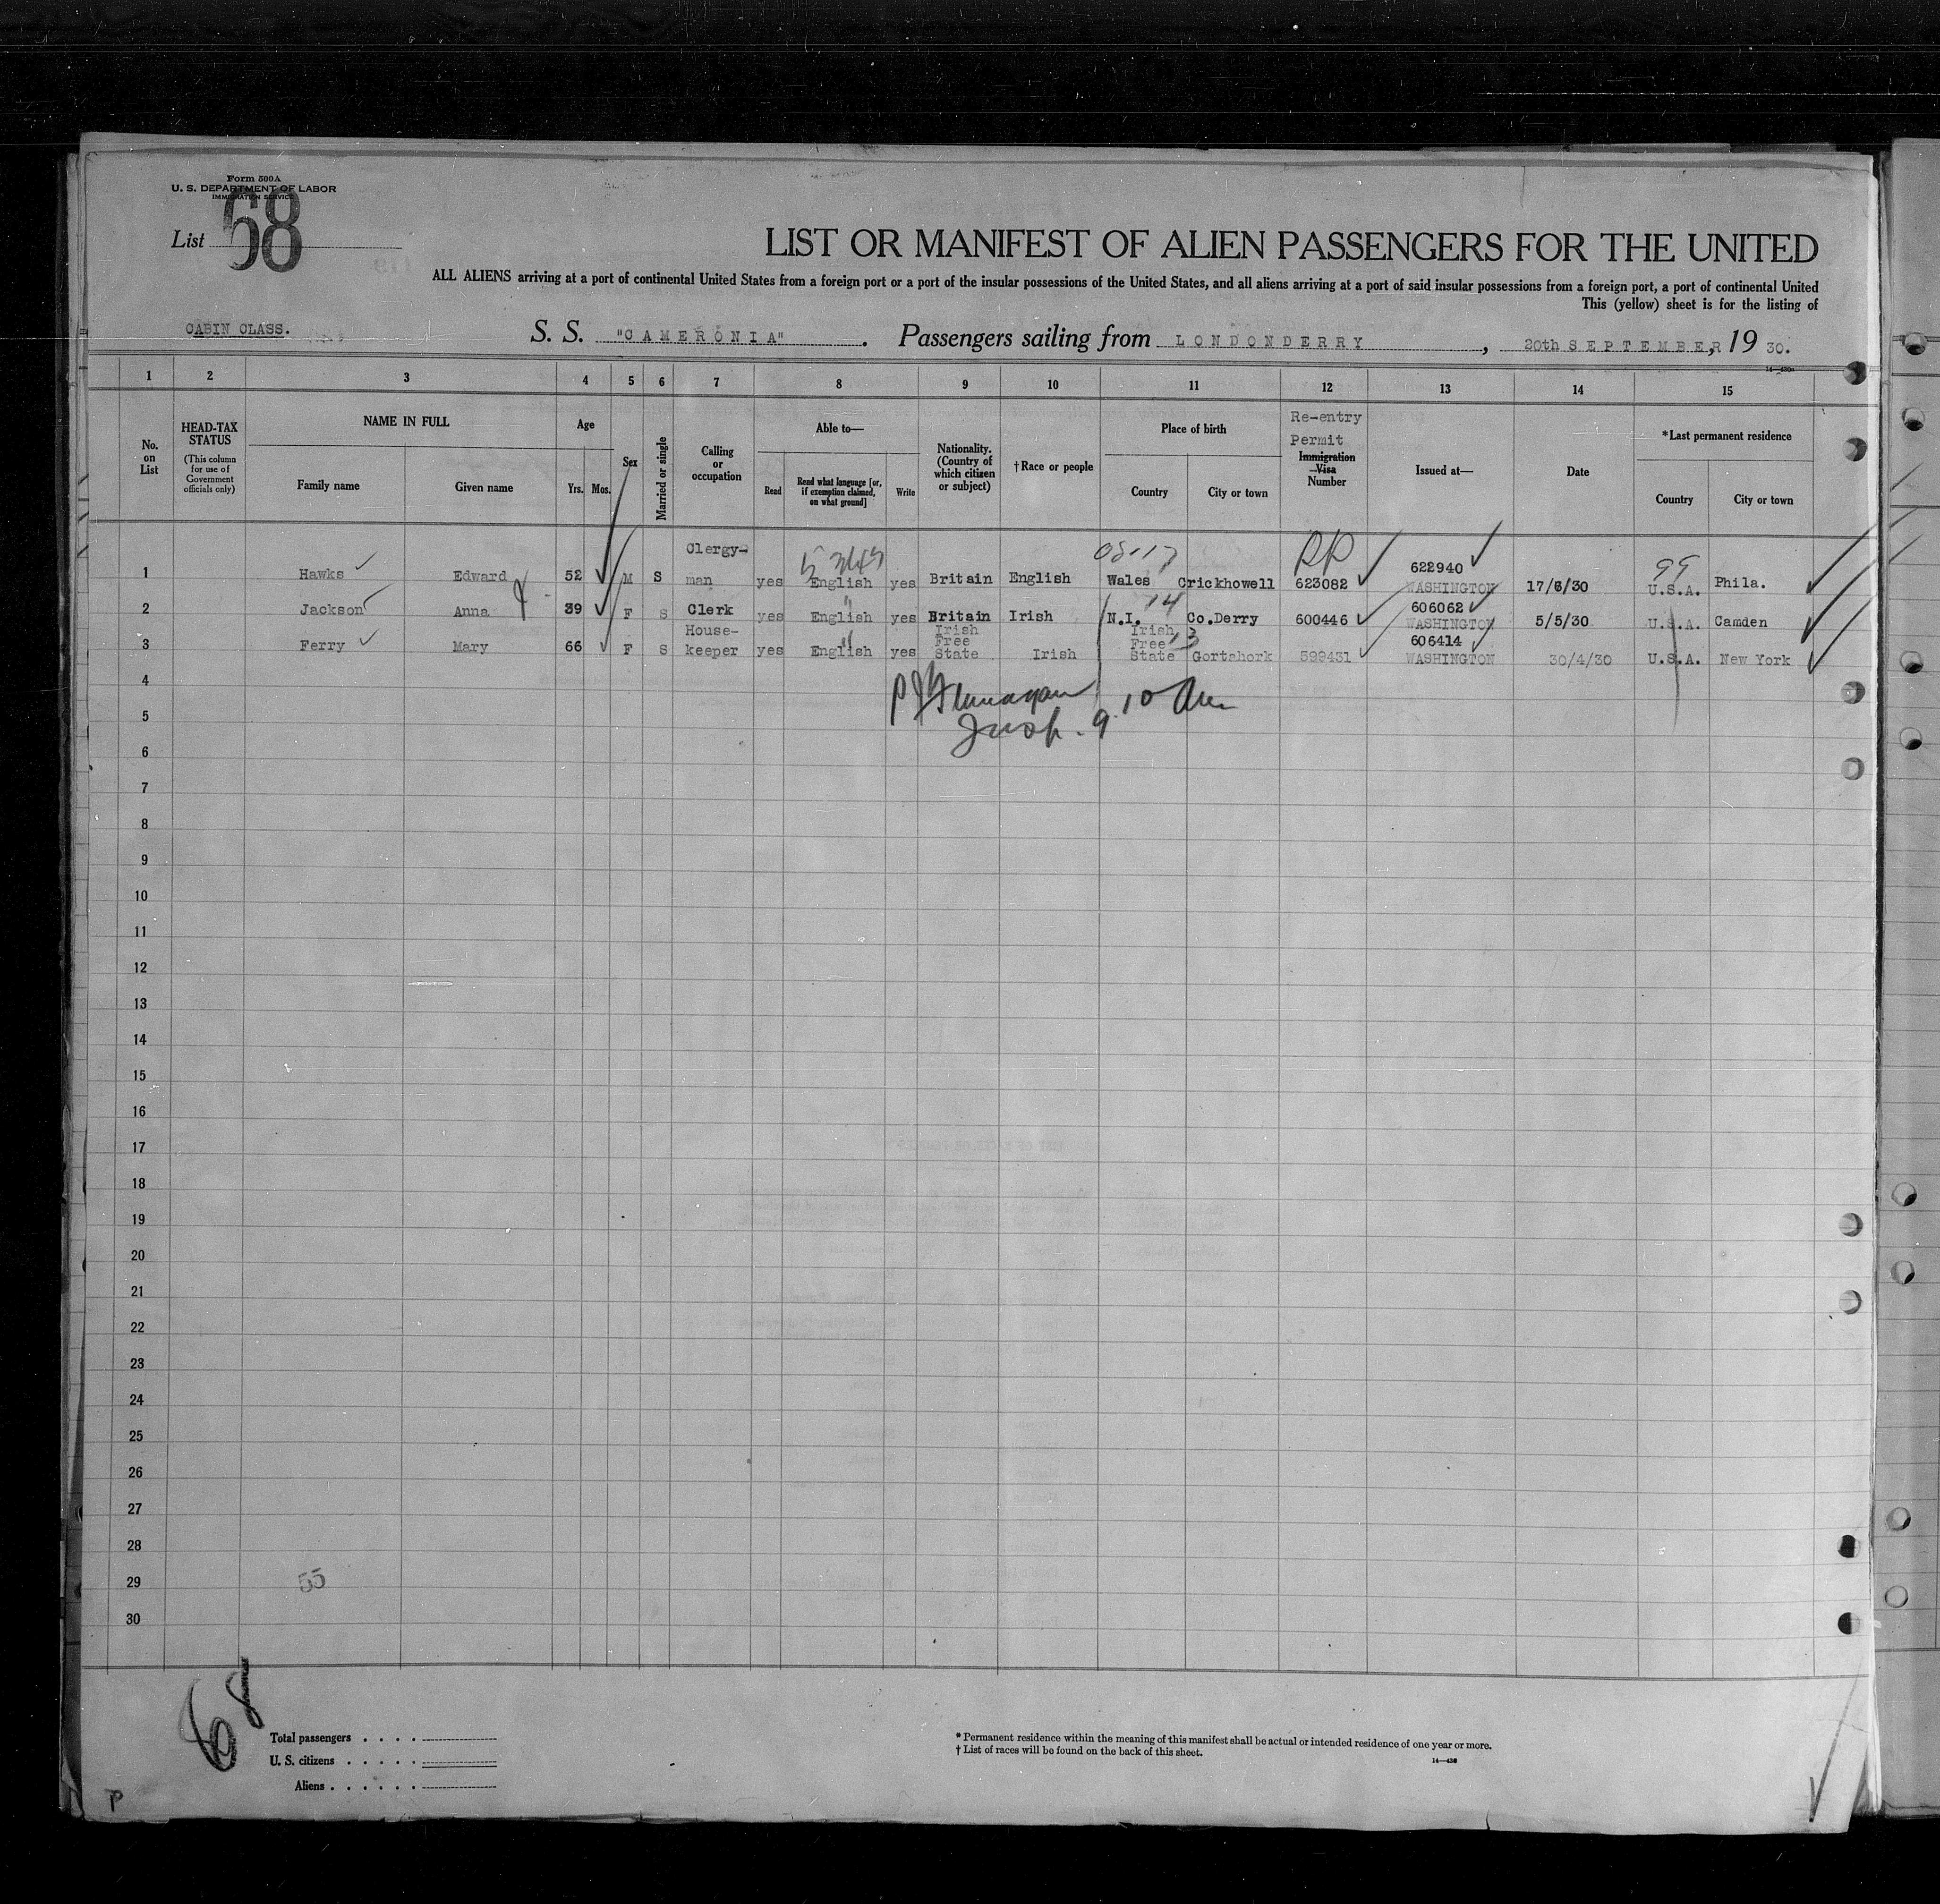 Form 500A
U. S. DEPARTMENT OF LABOR
IMMIGRATION SERVICE
List 68
LIST OR MANIFEST OF ALIEN PASSENGERS FOR THE UNITED
ALL ALIENS arriving at a port of continental United States from a foreign port or a port of the insular possessions of the United States, and all aliens arriving at a port of said insular possessions from a foreign port, a port of continental United
This (yellow) sheet is for the listing of
CABIN CLASS. S. S. "CAMERONIA". Passengers sailing from LONDONDERRY, 20th SEPTEMBER, 19 30.
1 2 3 4 5 6 7 8 9 10 11 12 13 14 15
No. on List
HEAD-TAX STATUS
(This column for use of Government officials only)
NAME IN FULL
Family name Given name
Age
Yrs. Mos.
Sex
Married or single
Calling or occupation
Able to—
Read Read what language [or, if exemption claimed, on what ground] Write
Nationality. (Country of which citizen or subject)
†Race or people
Place of birth
Country City or town
Re-entry Permit
Immigration Visa Number
Issued at—
Date
*Last permanent residence
Country City or town
1 Hawks Edward 52 M S Clergy-man yes English yes Britain English Wales Crickhowell 623082 622940 WASHINGTON 17/6/30 U.S.A. Phila.
2 Jackson Anna 39 F S Clerk yes English yes Britain Irish N.I. Co.Derry 600446 606062 WASHINGTON 5/5/30 U.S.A. Camden
3 Ferry Mary 66 F S House-keeper yes English yes Irish Free State Irish Irish Free State Gortahork 599431 606414 WASHINGTON 30/4/30 U.S.A. New York
08-17
RP
99
14
13
P J Flanagan
Insp. 9
4
5
6
7
8
9
10
11
12
13
14
15
16
17
18
19
20
21
22
23
24
25
26
27
28
29
30
55
68
Total passengers
U. S. citizens
Aliens
* Permanent residence within the meaning of this manifest shall be actual or intended residence of one year or more.
† List of races will be found on the back of this sheet.
14—430
P